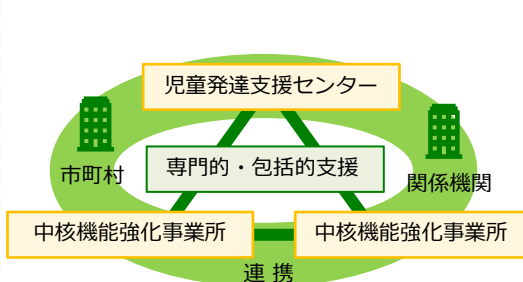 児童発達支援センター
市町村
専門的・包括的支援
関係機関
中核機能強化事業所
中核機能強化事業所
連 携